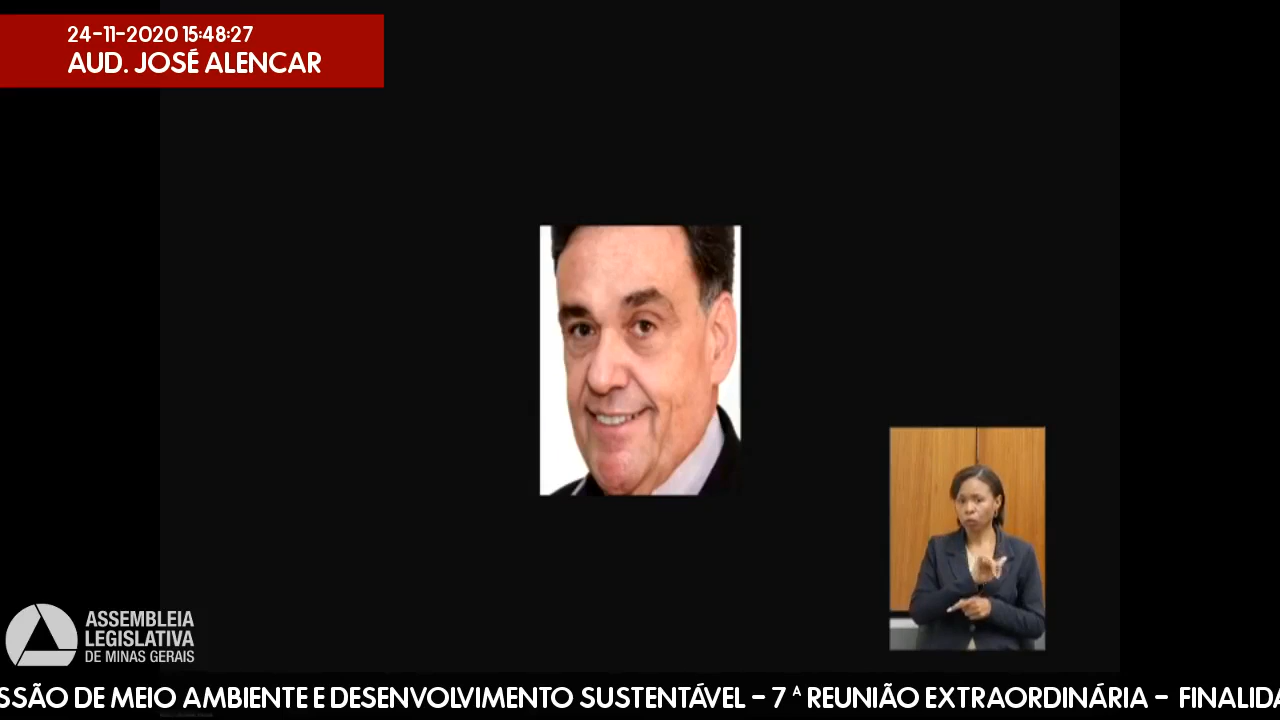 24-11-2020 15:48:27
AUD. JOSÉ ALENCAR
ASSEMBLEIA
LEGISLATIVA
DE MINAS GERAIS
SSÃO DE MEIO AMBIENTE E DESENVOLVIMENTO SUSTENTÁVEL - 7 ª REUNIÃO EXTRAORDINÁRIA - FINALIDA